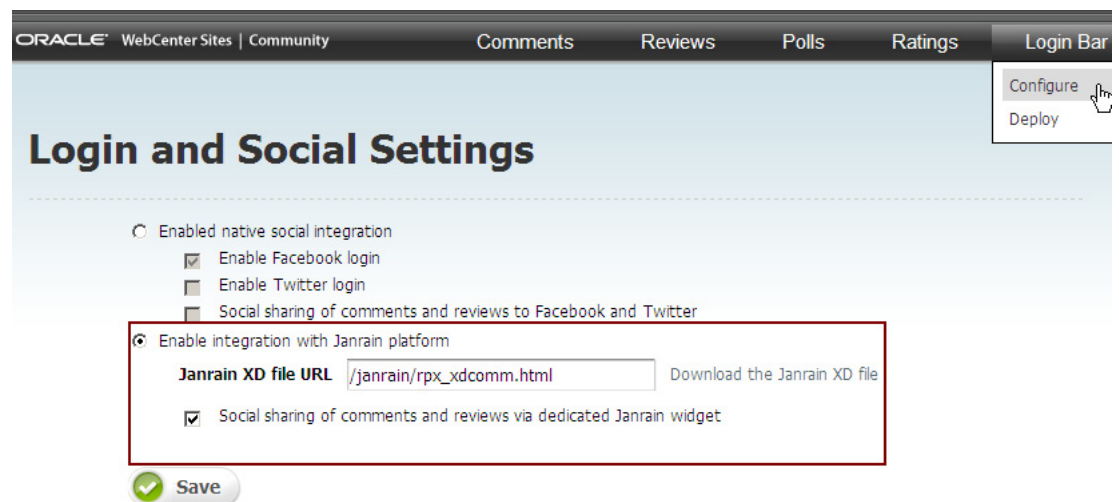 ORACLE WebCenter Sites | Community Comments Reviews Polls Ratings Login Bar
Configure
Deploy
Login and Social Settings
Enabled native social integration
Enable Facebook login
Enable Twitter login
Social sharing of comments and reviews to Facebook and Twitter
Enable integration with Janrain platform
Janrain XD file URL /janrain/rpx_xdcomm.html Download the Janrain XD file
Social sharing of comments and reviews via dedicated Janrain widget
Save